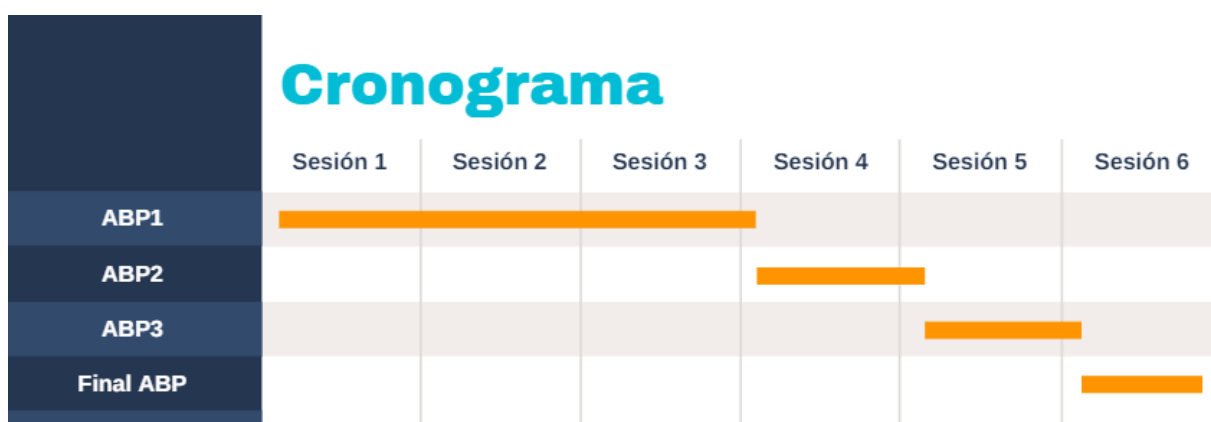 Cronograma
Sesión 1 Sesión 2 Sesión 3 Sesión 4 Sesión 5 Sesión 6
ABP1
ABP2
ABP3
Final ABP